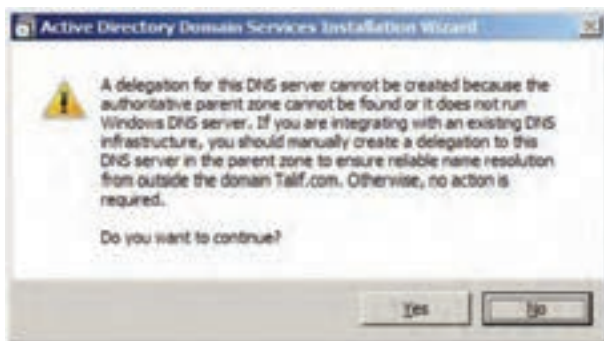 Active Directory Domain Services Installation Wizard
A delegation for this DNS server cannot be created because the
authoritative parent zone cannot be found or it does not run
Windows DNS server. If you are integrating with an existing DNS
infrastructure, you should manually create a delegation to this
DNS server in the parent zone to ensure reliable name resolution
from outside the domain Talif.com. Otherwise, no action is
required.
Do you want to continue?
Yes
No